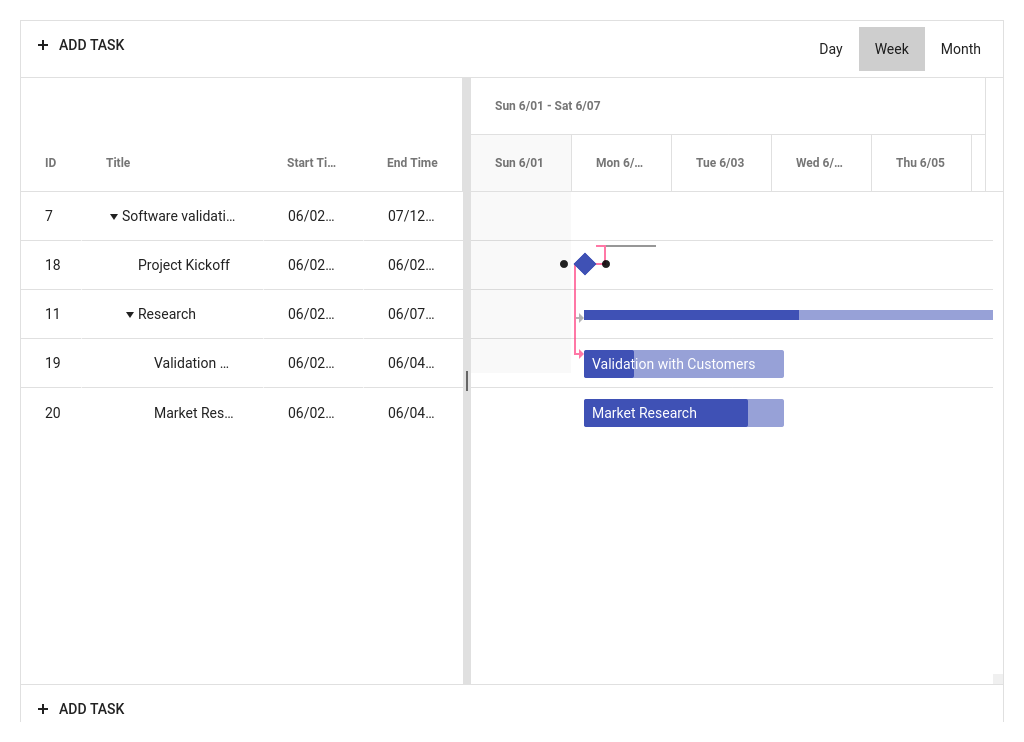 ADD TASK
Day Week Month
Sun 6/01 - Sat 6/07
ID Title Start Ti... End Time Sun 6/01 Mon 6/... Tue 6/03 Wed 6/... Thu 6/05
7 Software validati... 06/02... 07/12...
18 Project Kickoff 06/02... 06/02...
11 Research 06/02... 06/07...
19 Validation ... 06/02... 06/04... Validation with Customers
20 Market Res... 06/02... 06/04... Market Research
ADD TASK